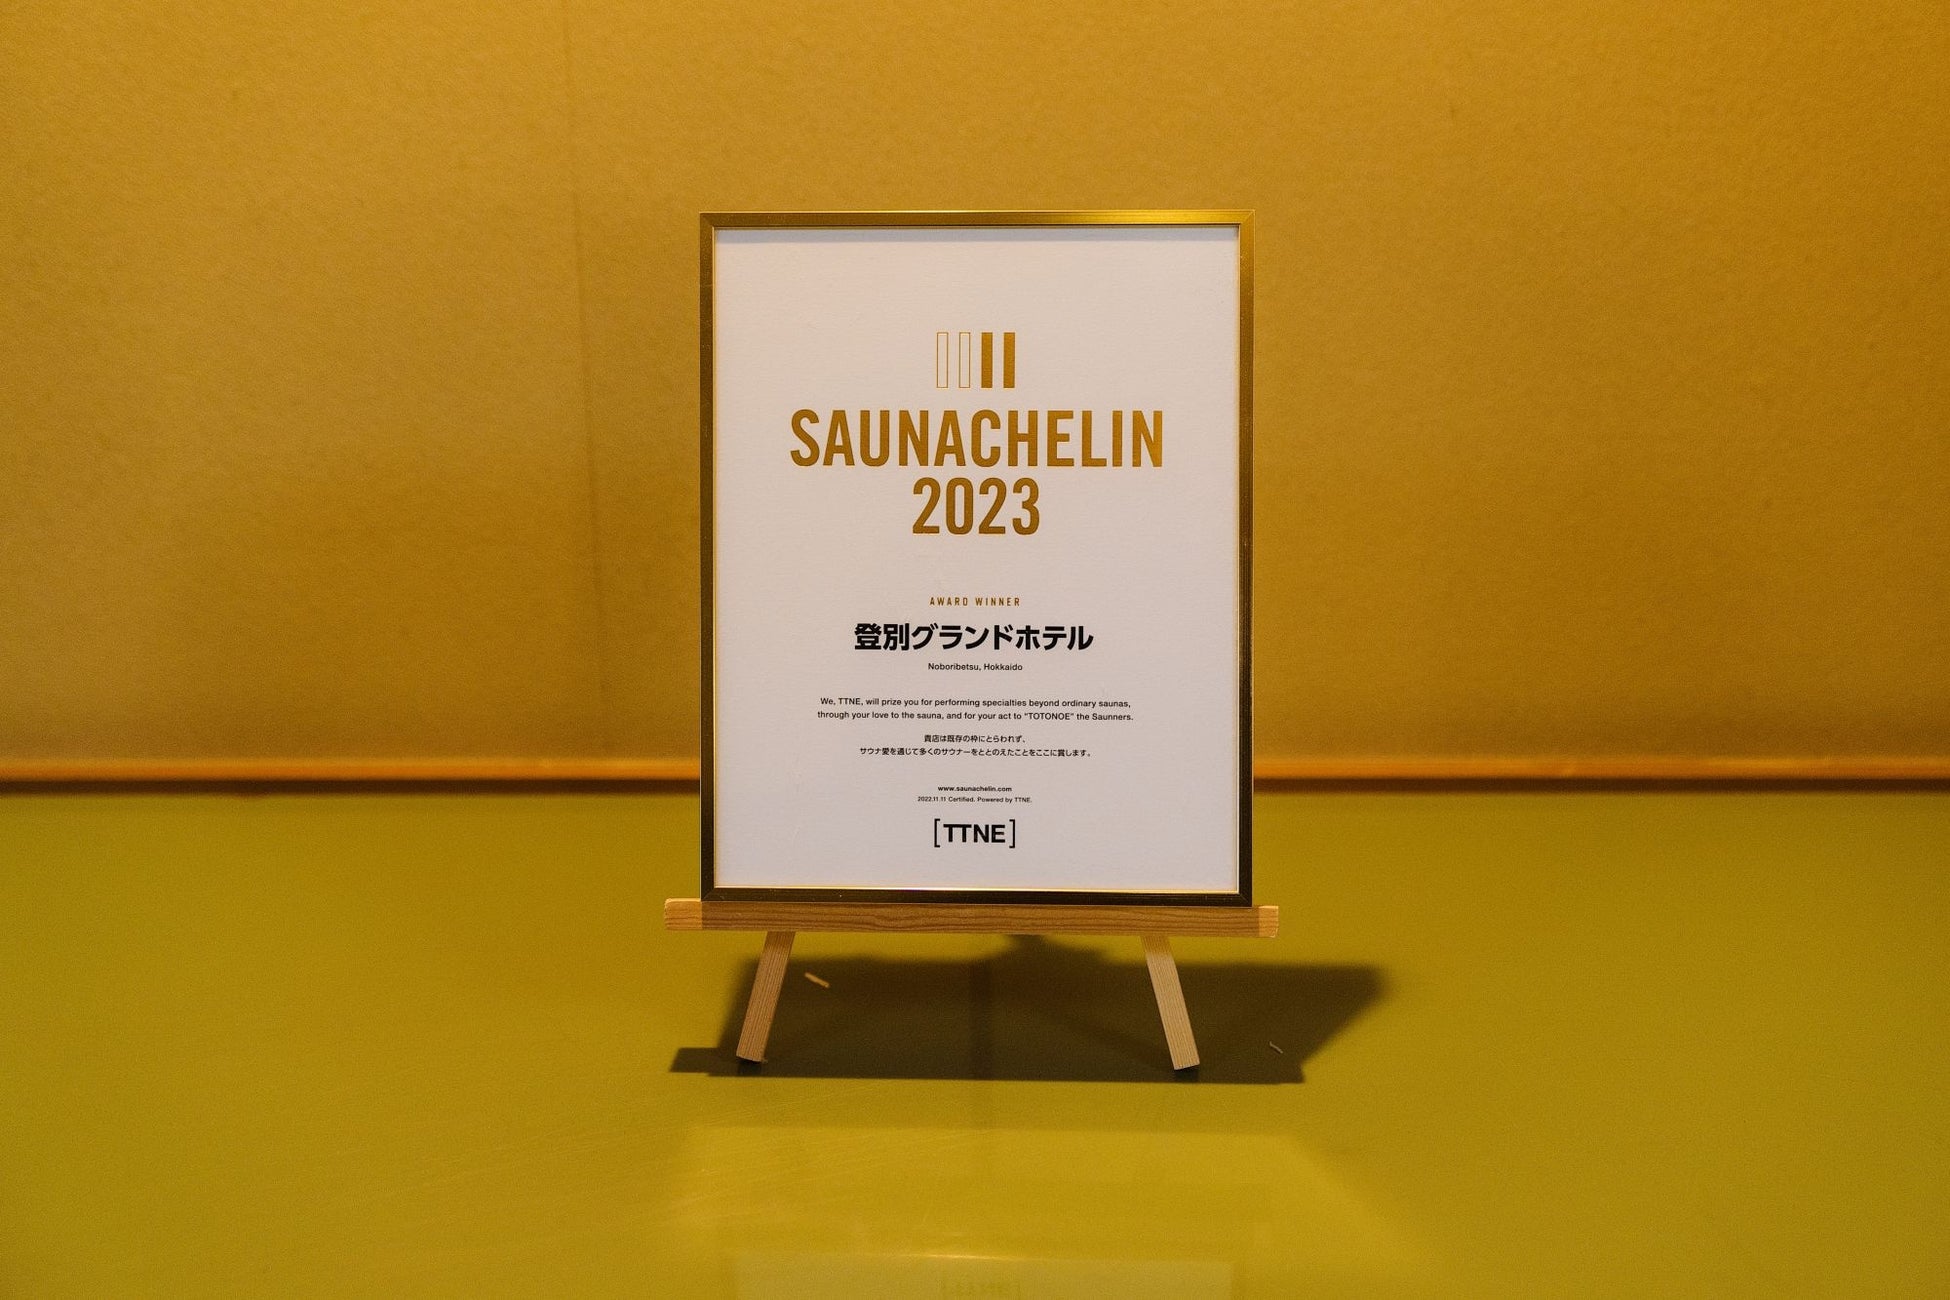 SAUNACHELIN
2023
AWARD WINNER
登別グランドホテル
Noboribetsu, Hokkaido
We, TTNE, will prize you for performing specialties beyond ordinary saunas,
through your love to the sauna, and for your act to “TOTONOE” the Saunners.
貴店は既存の枠にとらわれず、
サウナ愛を通じて多くのサウナーをととのえたことをここに賞します。
www.saunachelin.com
2022.11.11 Certified. Powered by TTNE.
[TTNE]